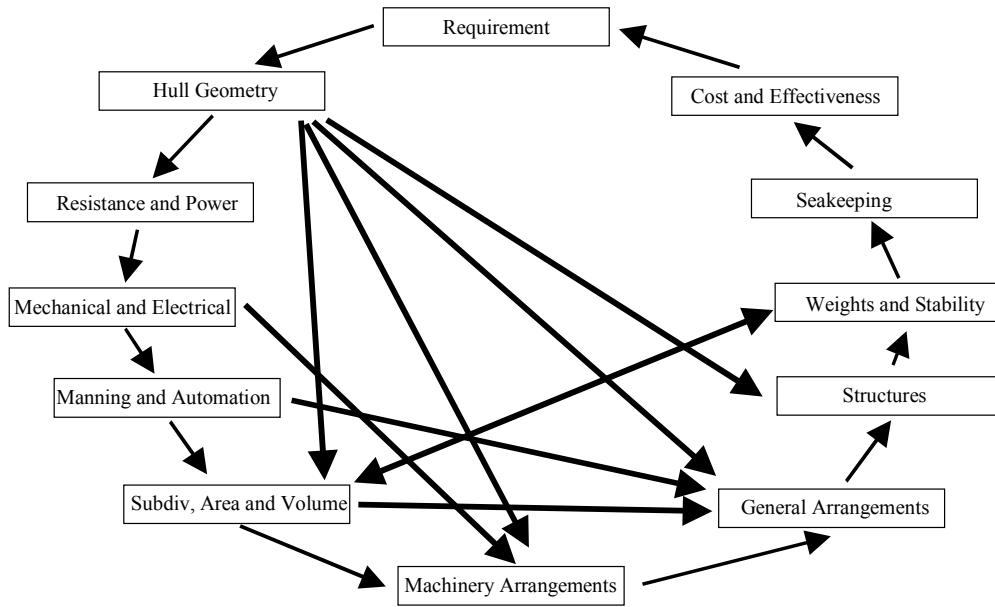 Requirement
Hull Geometry
Cost and Effectiveness
Resistance and Power
Seakeeping
Mechanical and Electrical
Weights and Stability
Manning and Automation
Structures
Subdiv, Area and Volume
General Arrangements
Machinery Arrangements